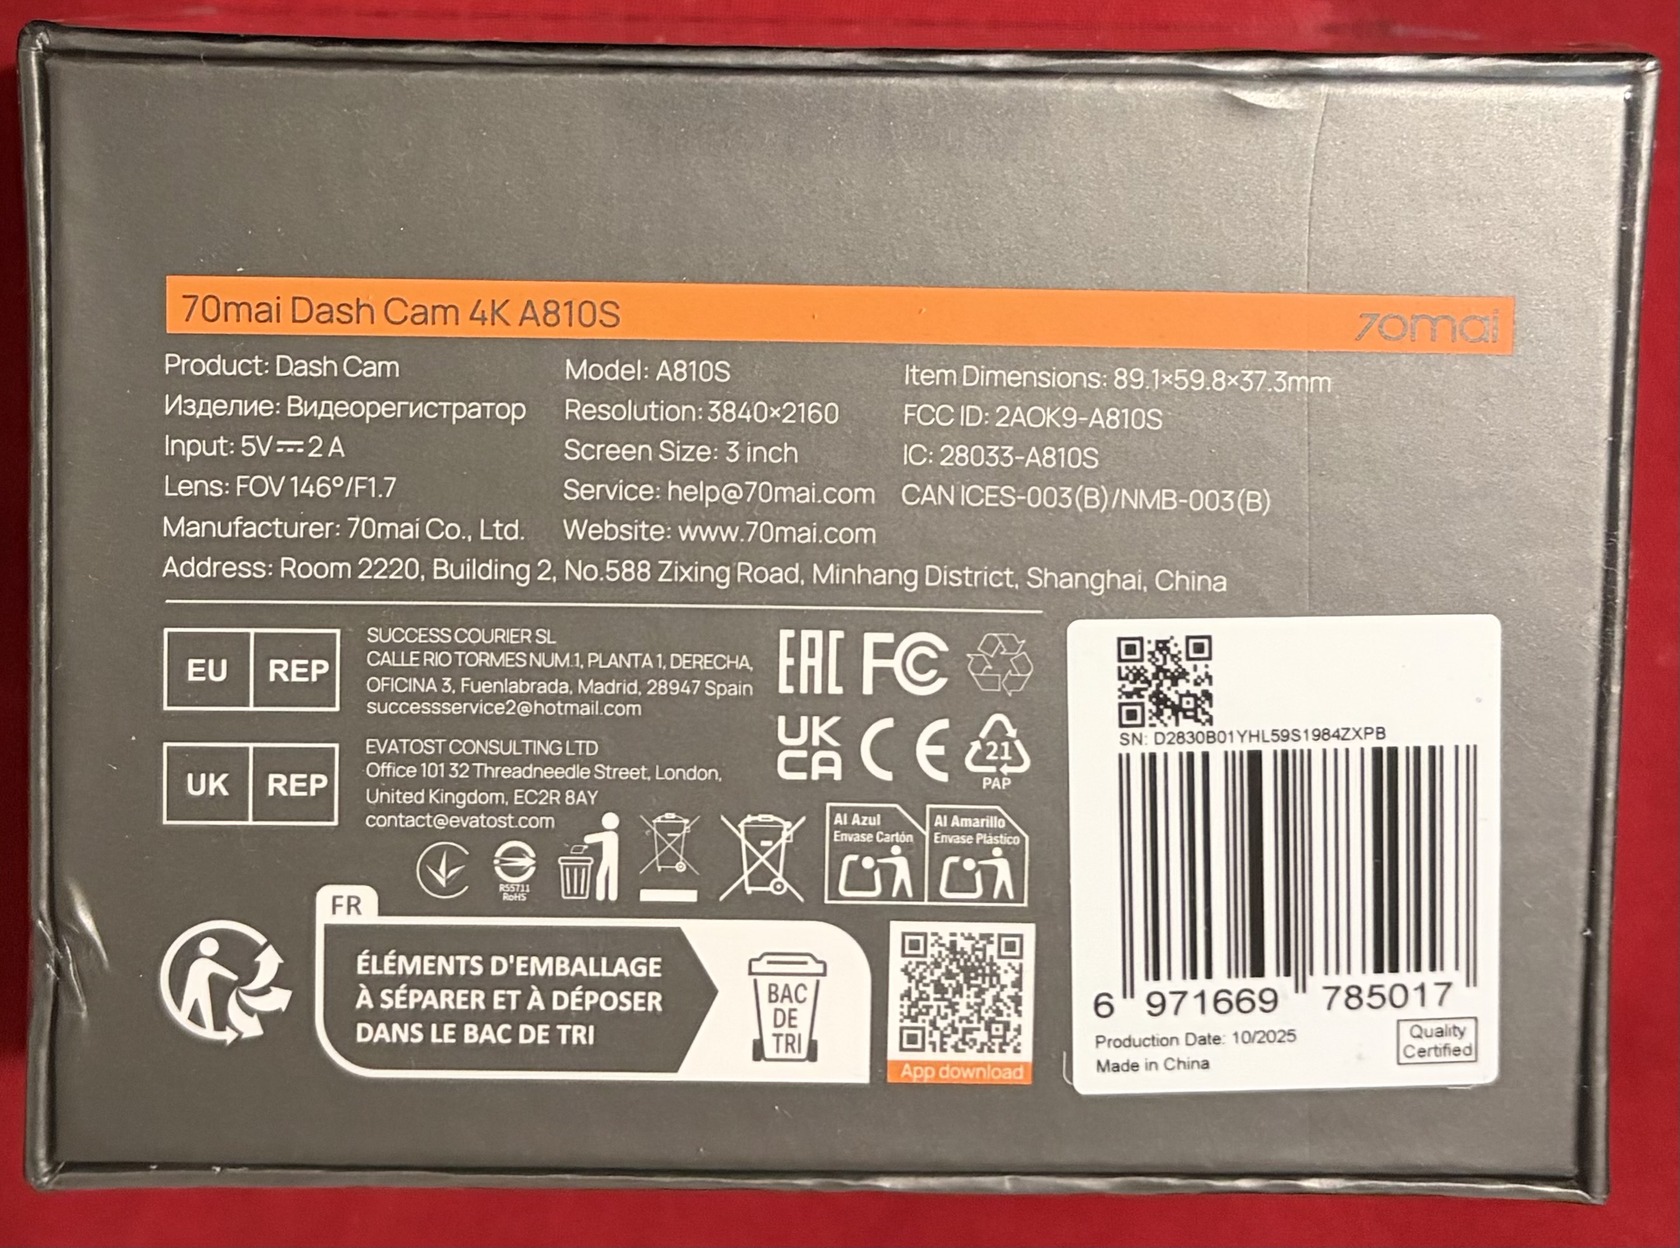 70mai Dash Cam 4K A810S
70mai
Product: Dash Cam
Изделие: Видеорегистратор
Input: 5V⎓2 A
Lens: FOV 146°/F1.7
Manufacturer: 70mai Co., Ltd.
Model: A810S
Resolution: 3840×2160
Screen Size: 3 inch
Service: help@70mai.com
Website: www.70mai.com
Item Dimensions: 89.1×59.8×37.3mm
FCC ID: 2AOK9-A810S
IC: 28033-A810S
CAN ICES-003(B)/NMB-003(B)
Address: Room 2220, Building 2, No.588 Zixing Road, Minhang District, Shanghai, China
EU REP
SUCCESS COURIER SL
CALLE RIO TORMES NUM.1, PLANTA 1, DERECHA,
OFICINA 3, Fuenlabrada, Madrid, 28947 Spain
successservice2@hotmail.com
UK REP
EVATOST CONSULTING LTD
Office 101 32 Threadneedle Street, London,
United Kingdom, EC2R 8AY
contact@evatost.com
EAC FC
UK
CA CE
21
PAP
R55711
RoHS
Al Azul
Envase Cartón
Al Amarillo
Envase Plástico
FR
ÉLÉMENTS D'EMBALLAGE
À SÉPARER ET À DÉPOSER
DANS LE BAC DE TRI
BAC
DE
TRI
App download
SN: D2830B01YHL59S1984ZXPB
6 971669 785017
Production Date: 10/2025
Made in China
Quality
Certified